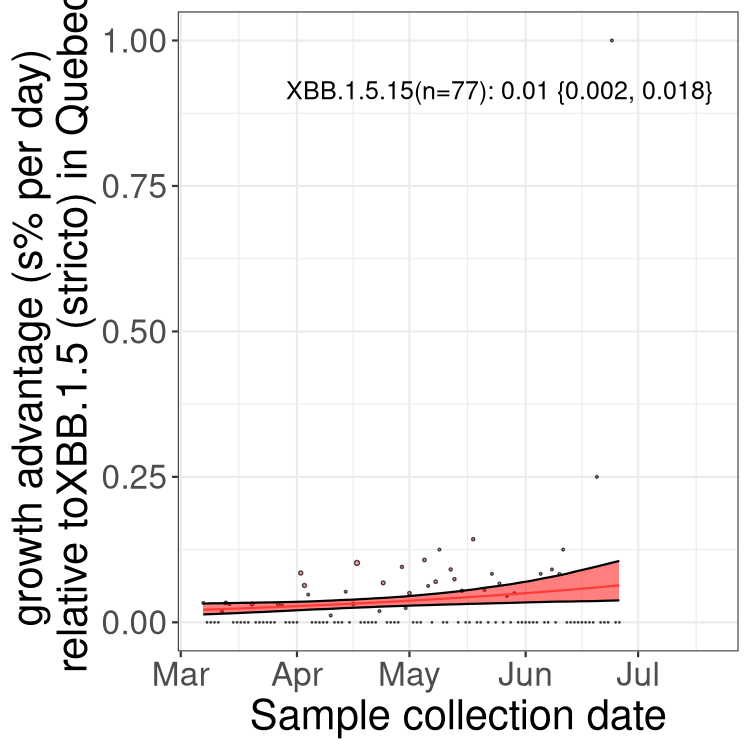 growth advantage (s% per day)
relative toXBB.1.5 (stricto) in Quebec
1.00
XBB.1.5.15(n=77): 0.01 {0.002, 0.018}
0.75
0.50
0.25
0.00
Mar Apr May Jun Jul
Sample collection date